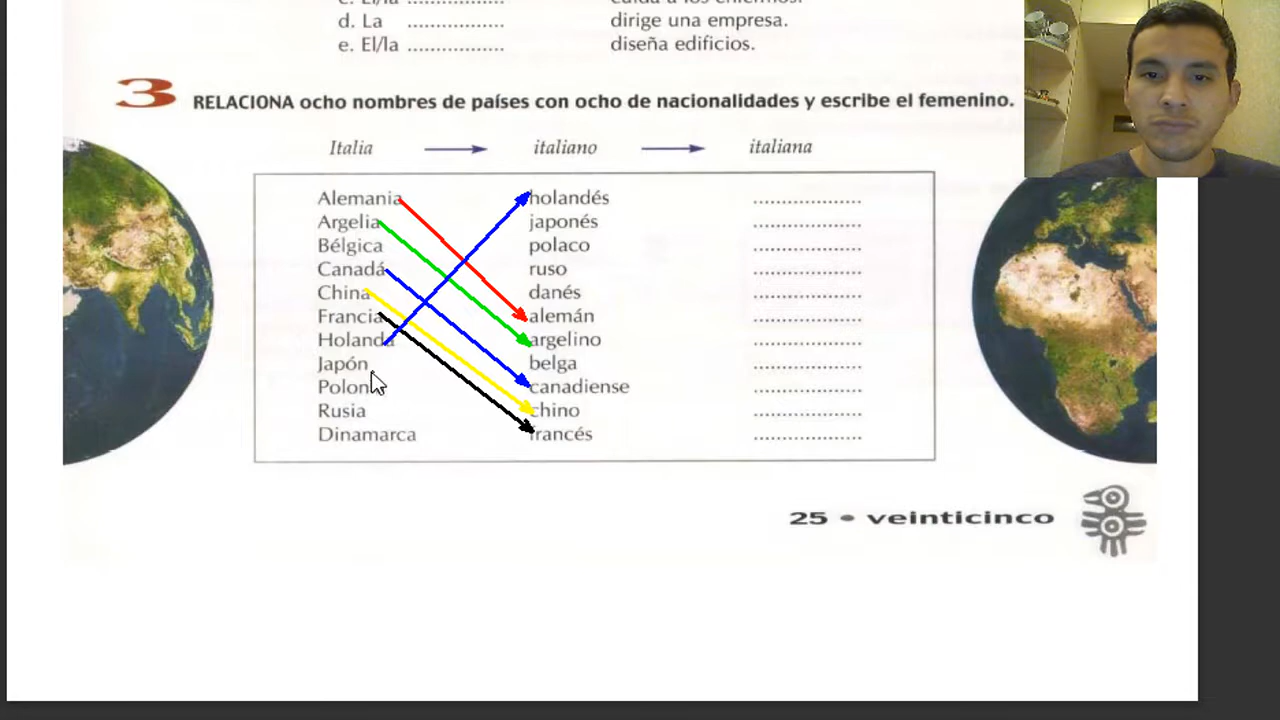 d. La .................. dirige una empresa.
e. El/la .................. diseña edificios.
3 RELACIONA ocho nombres de países con ocho de nacionalidades y escribe el femenino.
Italia italiano italiana
Alemania holandés ....................
Argelia japonés ....................
Bélgica polaco ....................
Canadá ruso ....................
China danés ....................
Francia alemán ....................
Holanda argelino ....................
Japón belga ....................
Polon canadiense ....................
Rusia chino ....................
Dinamarca francés ....................
25 • veinticinco